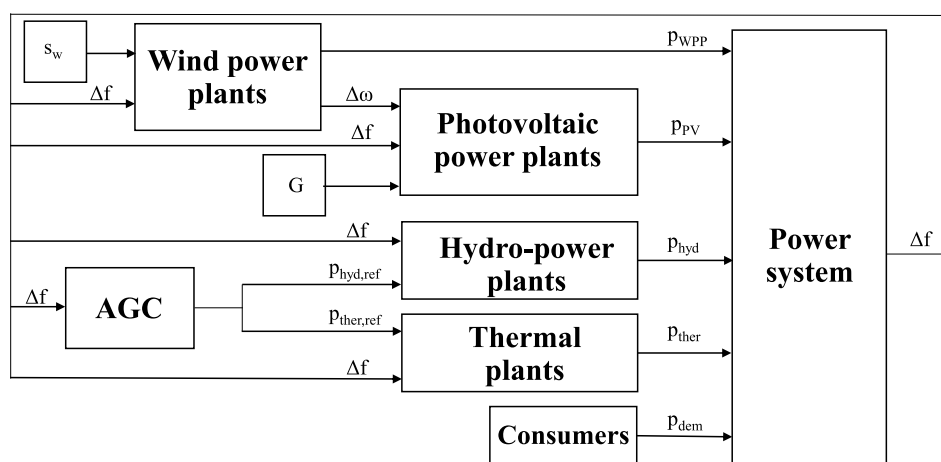 s_w
Wind power
plants
p_WPP
Δf
Δω
Δf
Photovoltaic
power plants
p_PV
G
Δf
Hydro-power
plants
p_hyd
Power
system
Δf
Δf
AGC
p_hyd,ref
p_ther,ref
Thermal
plants
p_ther
Δf
Consumers
p_dem